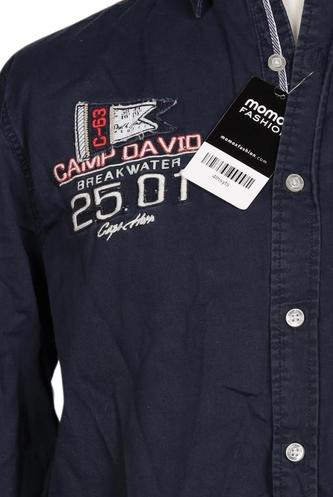 C-63
CAMP DAVID
BREAKWATER
25.01
Cape Horn
momox
FASHION
momoxfashion.com